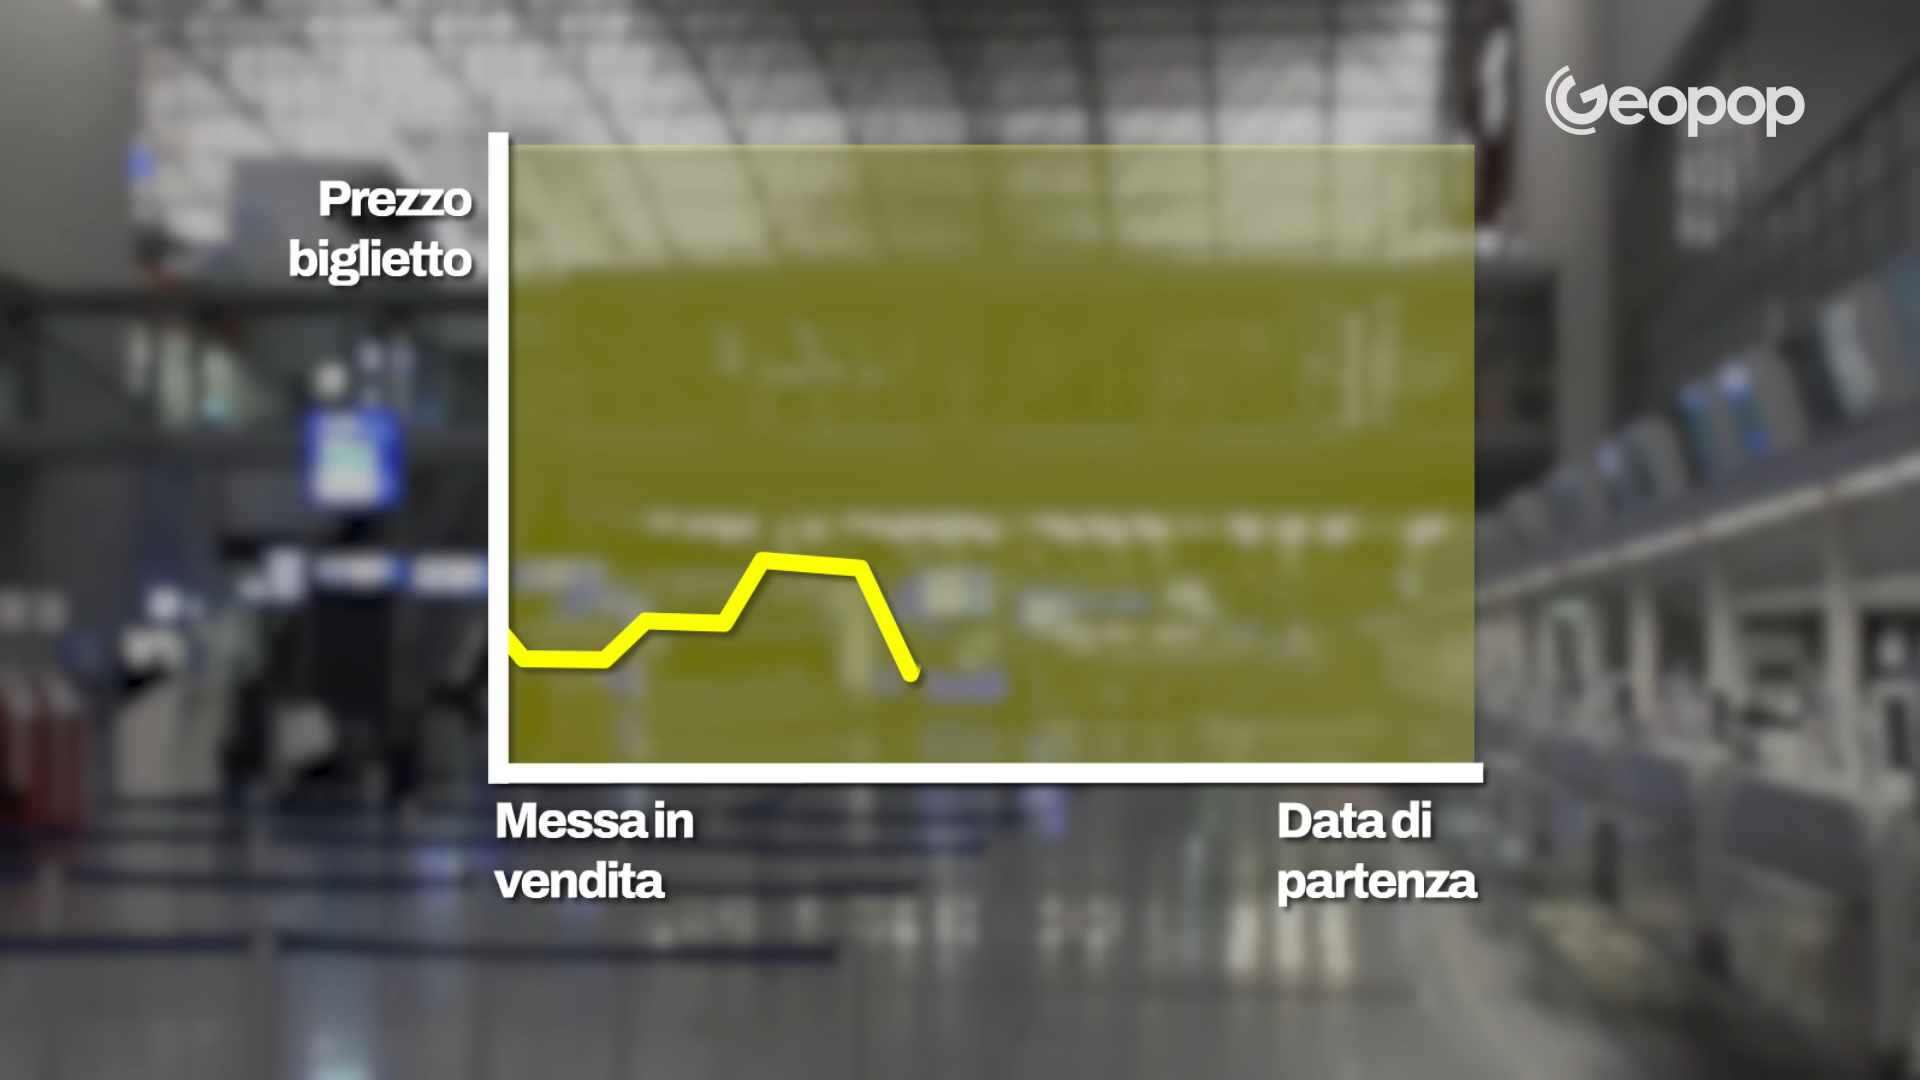 Geopop
Prezzo
biglietto
Messa in
vendita
Data di
partenza